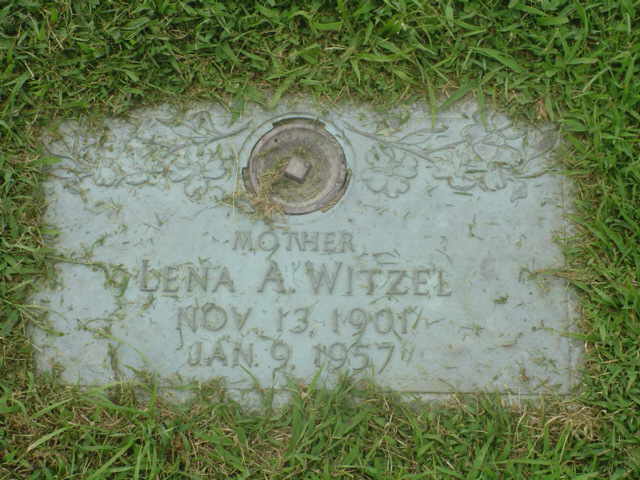 MOTHER
LENA A. WITZEL
NOV 13 1901
JAN 9 1957